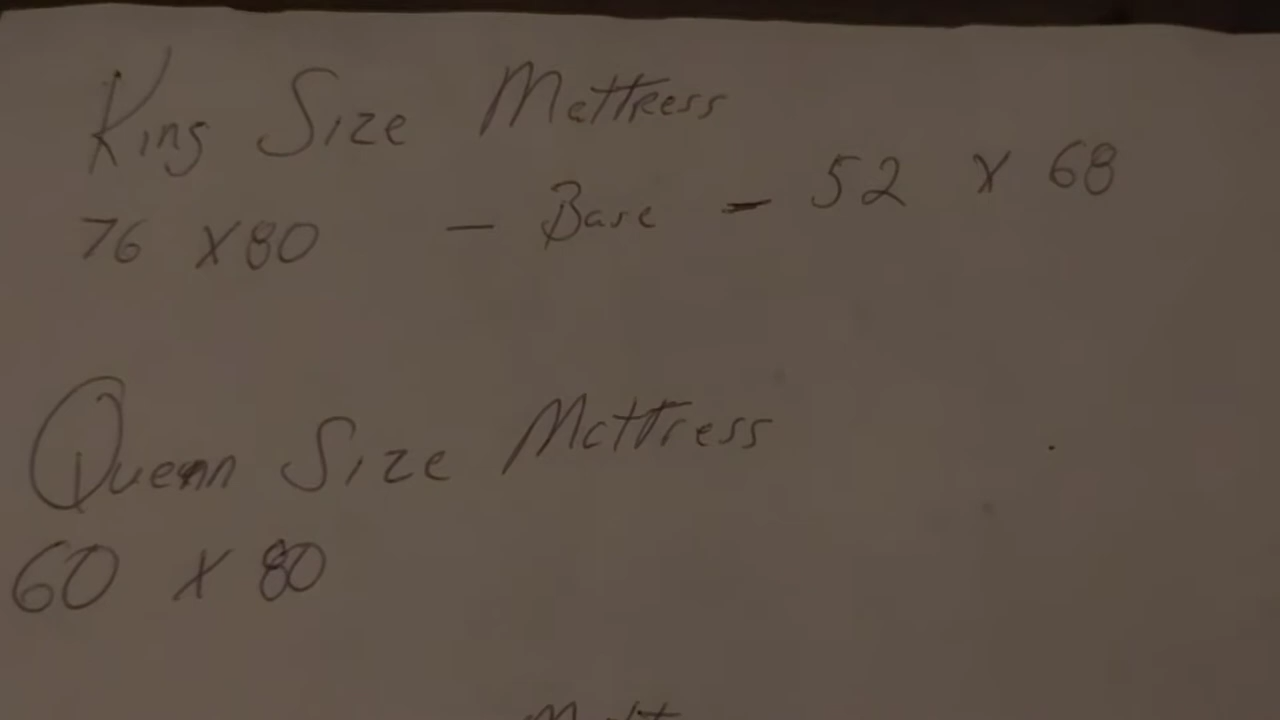 King Size Mattress
76 x 80 - Base - 52 x 68
Queen Size Mattress
60 x 80